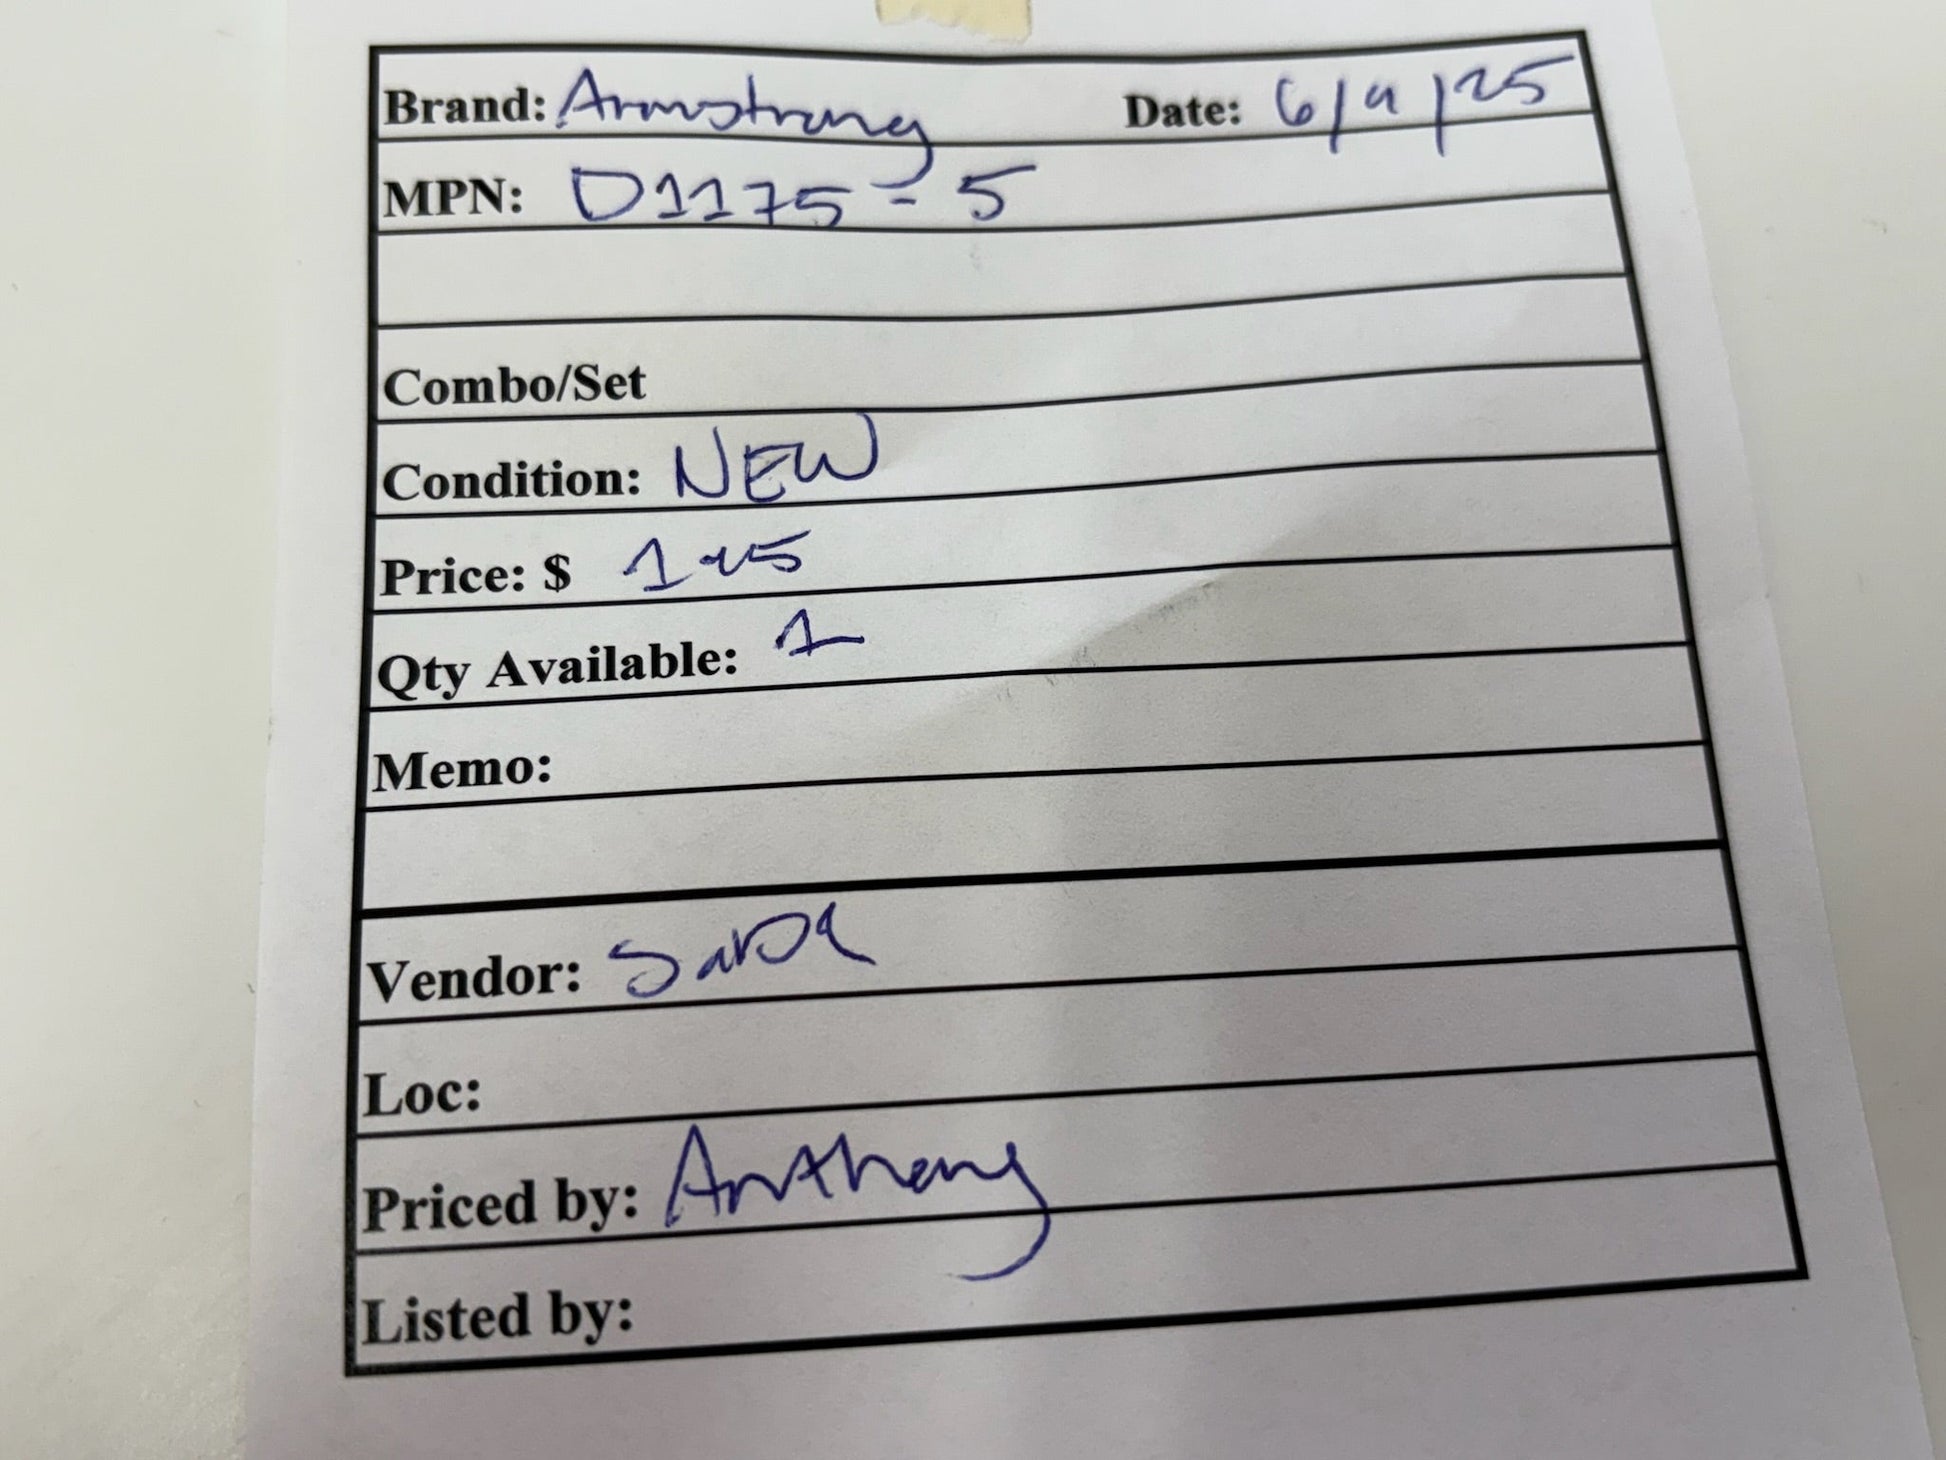 Brand: Armstrong Date: 6/9/25
MPN: D1175-5
Combo/Set
Condition: NEW
Price: $ 125
Qty Available: 1
Memo:
Vendor:
Loc:
Priced by: Anthony
Listed by: